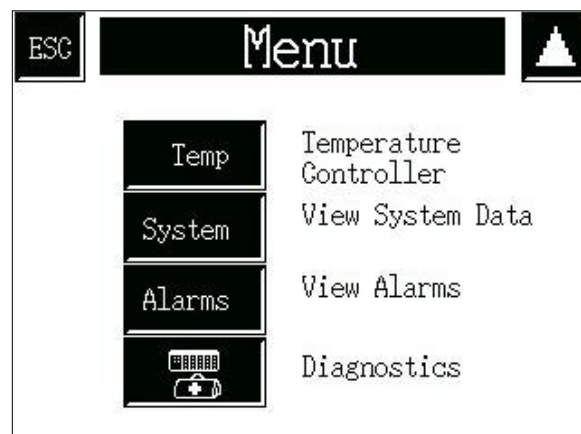 ESC
Menu
Temp
Temperature
Controller
System
View System Data
Alarms
View Alarms
Diagnostics